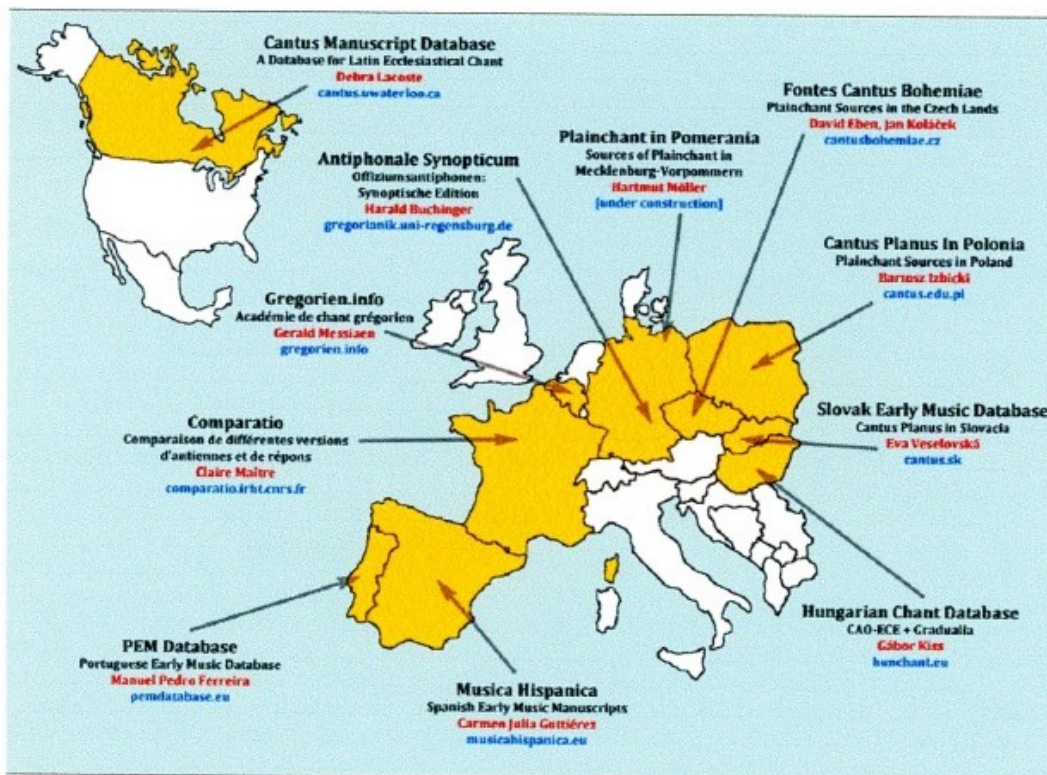 Cantus Manuscript Database
A Database for Latin Ecclesiastical Chant
Debra Lacoste
cantus.uwaterloo.ca
Fontes Cantus Bohemiae
Plainchant Sources in the Czech Lands
David Eben, Jan Koláček
cantusbohemiae.cz
Plainchant in Pomerania
Sources of Plainchant in
Mecklenburg-Vorpommern
Hartmut Möller
[under construction]
Antiphonale Synopticum
Offiziumsantiphonen:
Synoptische Edition
Harald Buchinger
gregorianik.uni-regensburg.de
Cantus Planus In Polonia
Plainchant Sources in Poland
Bartosz Izbicki
cantus.edu.pl
Gregorien.info
Académie de chant grégorien
Gerald Messiaen
gregorien.info
Comparatio
Comparaison de différentes versions
d'antiennes et de répons
Claire Maître
comparatio.irht.cnrs.fr
Slovak Early Music Database
Cantus Planus in Slovacia
Eva Veselovská
cantus.sk
Hungarian Chant Database
CAO-ECE + Gradualia
Gábor Kiss
hunchant.eu
PEM Database
Portuguese Early Music Database
Manuel Pedro Ferreira
pemdatabase.eu
Musica Hispanica
Spanish Early Music Manuscripts
Carmen Julia Gutiérez
musicahispanica.eu